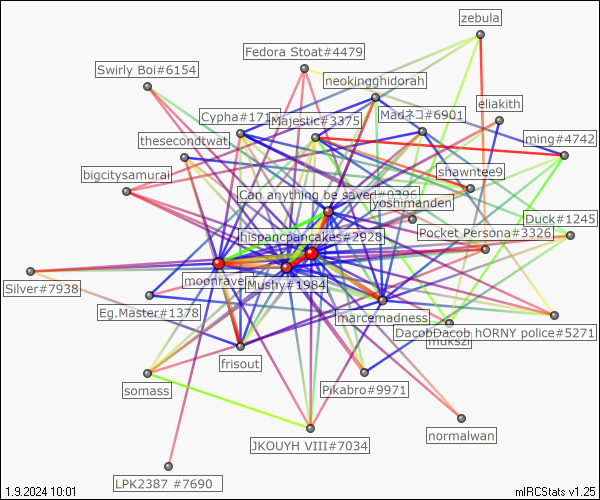 zebula
Fedora Stoat#4479
Swirly Boi#6154
neokingghidorah
eliakith
Cypha#171
Majestic#3375
Madネコ#6901
thesecondtwat
ming#4742
bigcitysamurai
shawntee9
Can anything be saved#0396
yoshimanden
Duck#1245
hispancpancakes#2928
Pocket Persona#3326
moonrave
Mushy#1984
Silver#7938
Eg.Master#1378
marcemadness
DacobDacob hORNY police#5271
mukszi
frisout
somass
Pikabro#9971
normalwan
JKOUYH VIII#7034
LPK2387 #7690
1.9.2024 10:01
mIRCStats v1.25